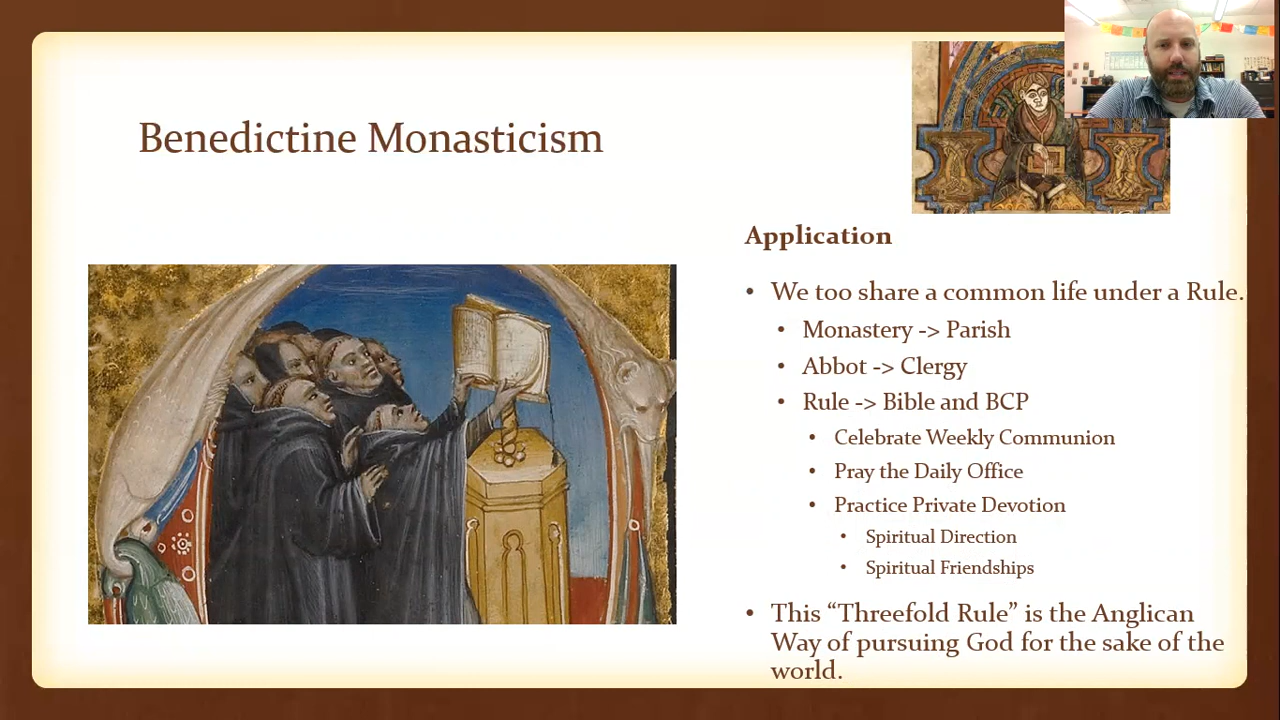 Benedictine Monasticism
Application
• We too share a common life under a Rule.
• Monastery -> Parish
• Abbot -> Clergy
• Rule -> Bible and BCP
• Celebrate Weekly Communion
• Pray the Daily Office
• Practice Private Devotion
• Spiritual Direction
• Spiritual Friendships
• This “Threefold Rule” is the Anglican
Way of pursuing God for the sake of the
world.